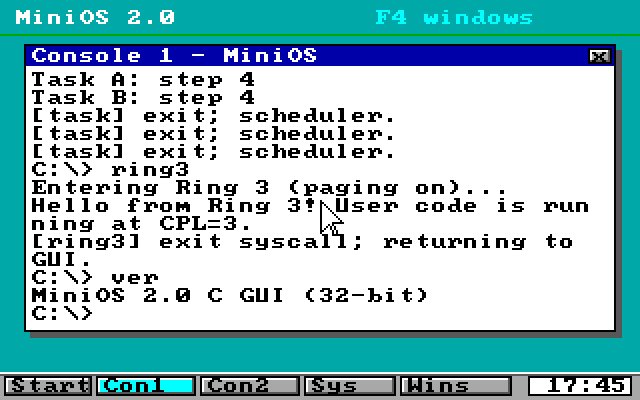 MiniOS 2.0 F4 windows
Console 1 - MiniOS
Task A: step 4
Task B: step 4
[task] exit; scheduler.
[task] exit; scheduler.
[task] exit; scheduler.
C:\> ring3
Entering Ring 3 (paging on)...
Hello from Ring 3! User code is run
ning at CPL=3.
[ring3] exit syscall; returning to
GUI.
C:\> ver
MiniOS 2.0 C GUI (32-bit)
C:\>
Start Con1 Con2 Sys Wins 17:45